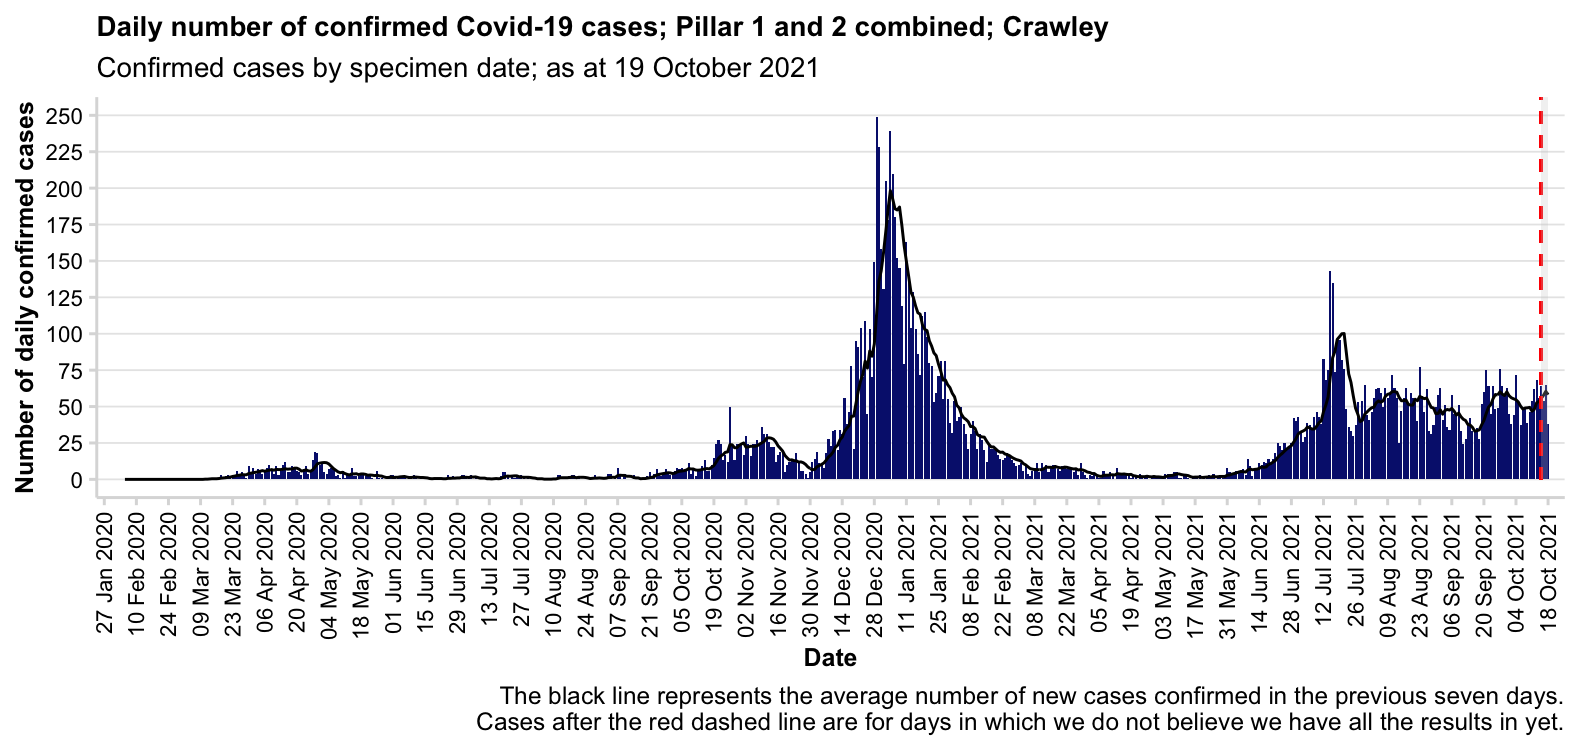 Daily number of confirmed Covid-19 cases; Pillar 1 and 2 combined; Crawley
Confirmed cases by specimen date; as at 19 October 2021
Number of daily confirmed cases
250
225
200
175
150
125
100
75
50
25
0
27 Jan 2020
10 Feb 2020
24 Feb 2020
09 Mar 2020
23 Mar 2020
06 Apr 2020
20 Apr 2020
04 May 2020
18 May 2020
01 Jun 2020
15 Jun 2020
29 Jun 2020
13 Jul 2020
27 Jul 2020
10 Aug 2020
24 Aug 2020
07 Sep 2020
21 Sep 2020
05 Oct 2020
19 Oct 2020
02 Nov 2020
16 Nov 2020
30 Nov 2020
14 Dec 2020
28 Dec 2020
11 Jan 2021
25 Jan 2021
08 Feb 2021
22 Feb 2021
08 Mar 2021
22 Mar 2021
05 Apr 2021
19 Apr 2021
03 May 2021
17 May 2021
31 May 2021
14 Jun 2021
28 Jun 2021
12 Jul 2021
26 Jul 2021
09 Aug 2021
23 Aug 2021
06 Sep 2021
20 Sep 2021
04 Oct 2021
18 Oct 2021
Date
The black line represents the average number of new cases confirmed in the previous seven days.
Cases after the red dashed line are for days in which we do not believe we have all the results in yet.